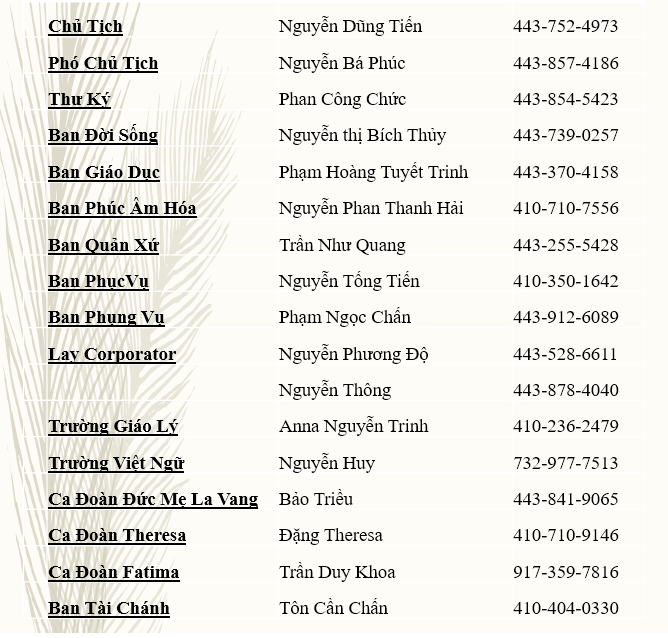 Chủ Tịch Nguyễn Dũng Tiến 443-752-4973
Phó Chủ Tịch Nguyễn Bá Phúc 443-857-4186
Thư Ký Phan Công Chức 443-854-5423
Ban Đời Sống Nguyễn thị Bích Thủy 443-739-0257
Ban Giáo Dục Phạm Hoàng Tuyết Trinh 443-370-4158
Ban Phúc Âm Hóa Nguyễn Phan Thanh Hải 410-710-7556
Ban Quản Xứ Trần Như Quang 443-255-5428
Ban PhụcVụ Nguyễn Tống Tiến 410-350-1642
Ban Phụng Vụ Phạm Ngọc Chấn 443-912-6089
Lay Corporator Nguyễn Phương Độ 443-528-6611
Nguyễn Thông 443-878-4040
Trường Giáo Lý Anna Nguyễn Trinh 410-236-2479
Trường Việt Ngữ Nguyễn Huy 732-977-7513
Ca Đoàn Đức Mẹ La Vang Bảo Triều 443-841-9065
Ca Đoàn Theresa Đặng Theresa 410-710-9146
Ca Đoàn Fatima Trần Duy Khoa 917-359-7816
Ban Tài Chánh Tôn Cần Chấn 410-404-0330